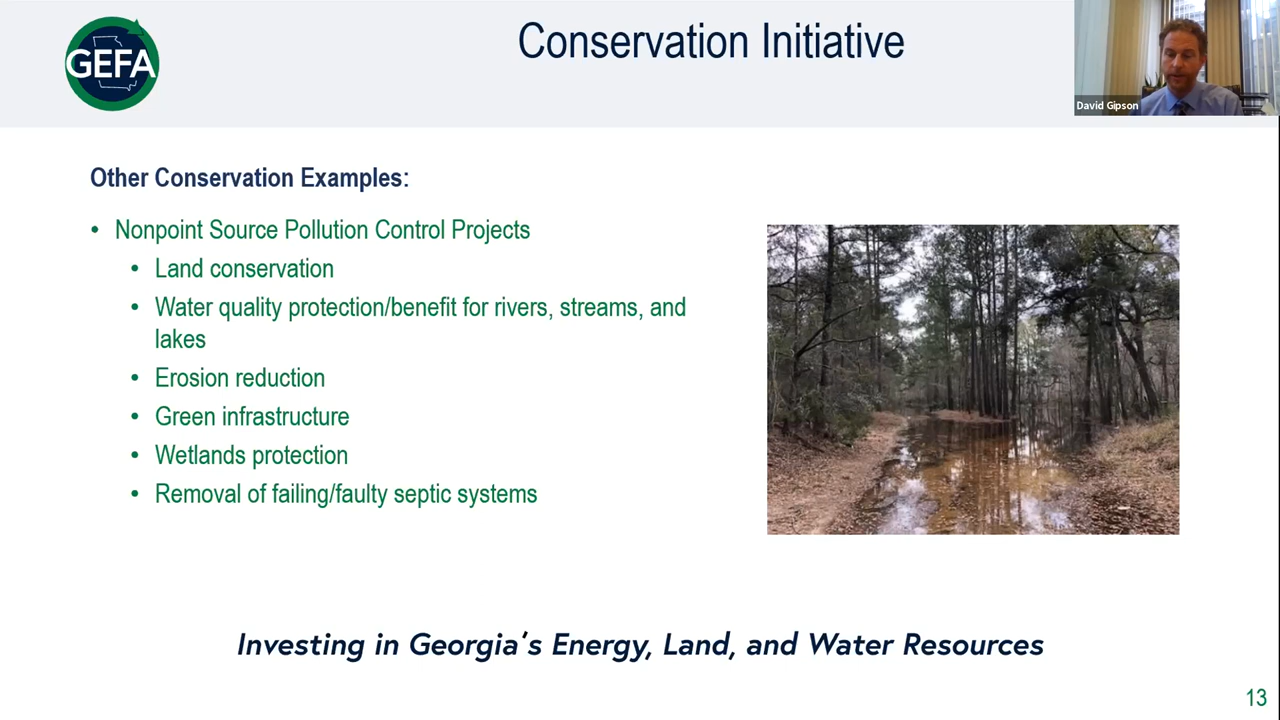 GEFA
Conservation Initiative
David Gipson
Other Conservation Examples:
• Nonpoint Source Pollution Control Projects
• Land conservation
• Water quality protection/benefit for rivers, streams, and
lakes
• Erosion reduction
• Green infrastructure
• Wetlands protection
• Removal of failing/faulty septic systems
Investing in Georgia's Energy, Land, and Water Resources
13